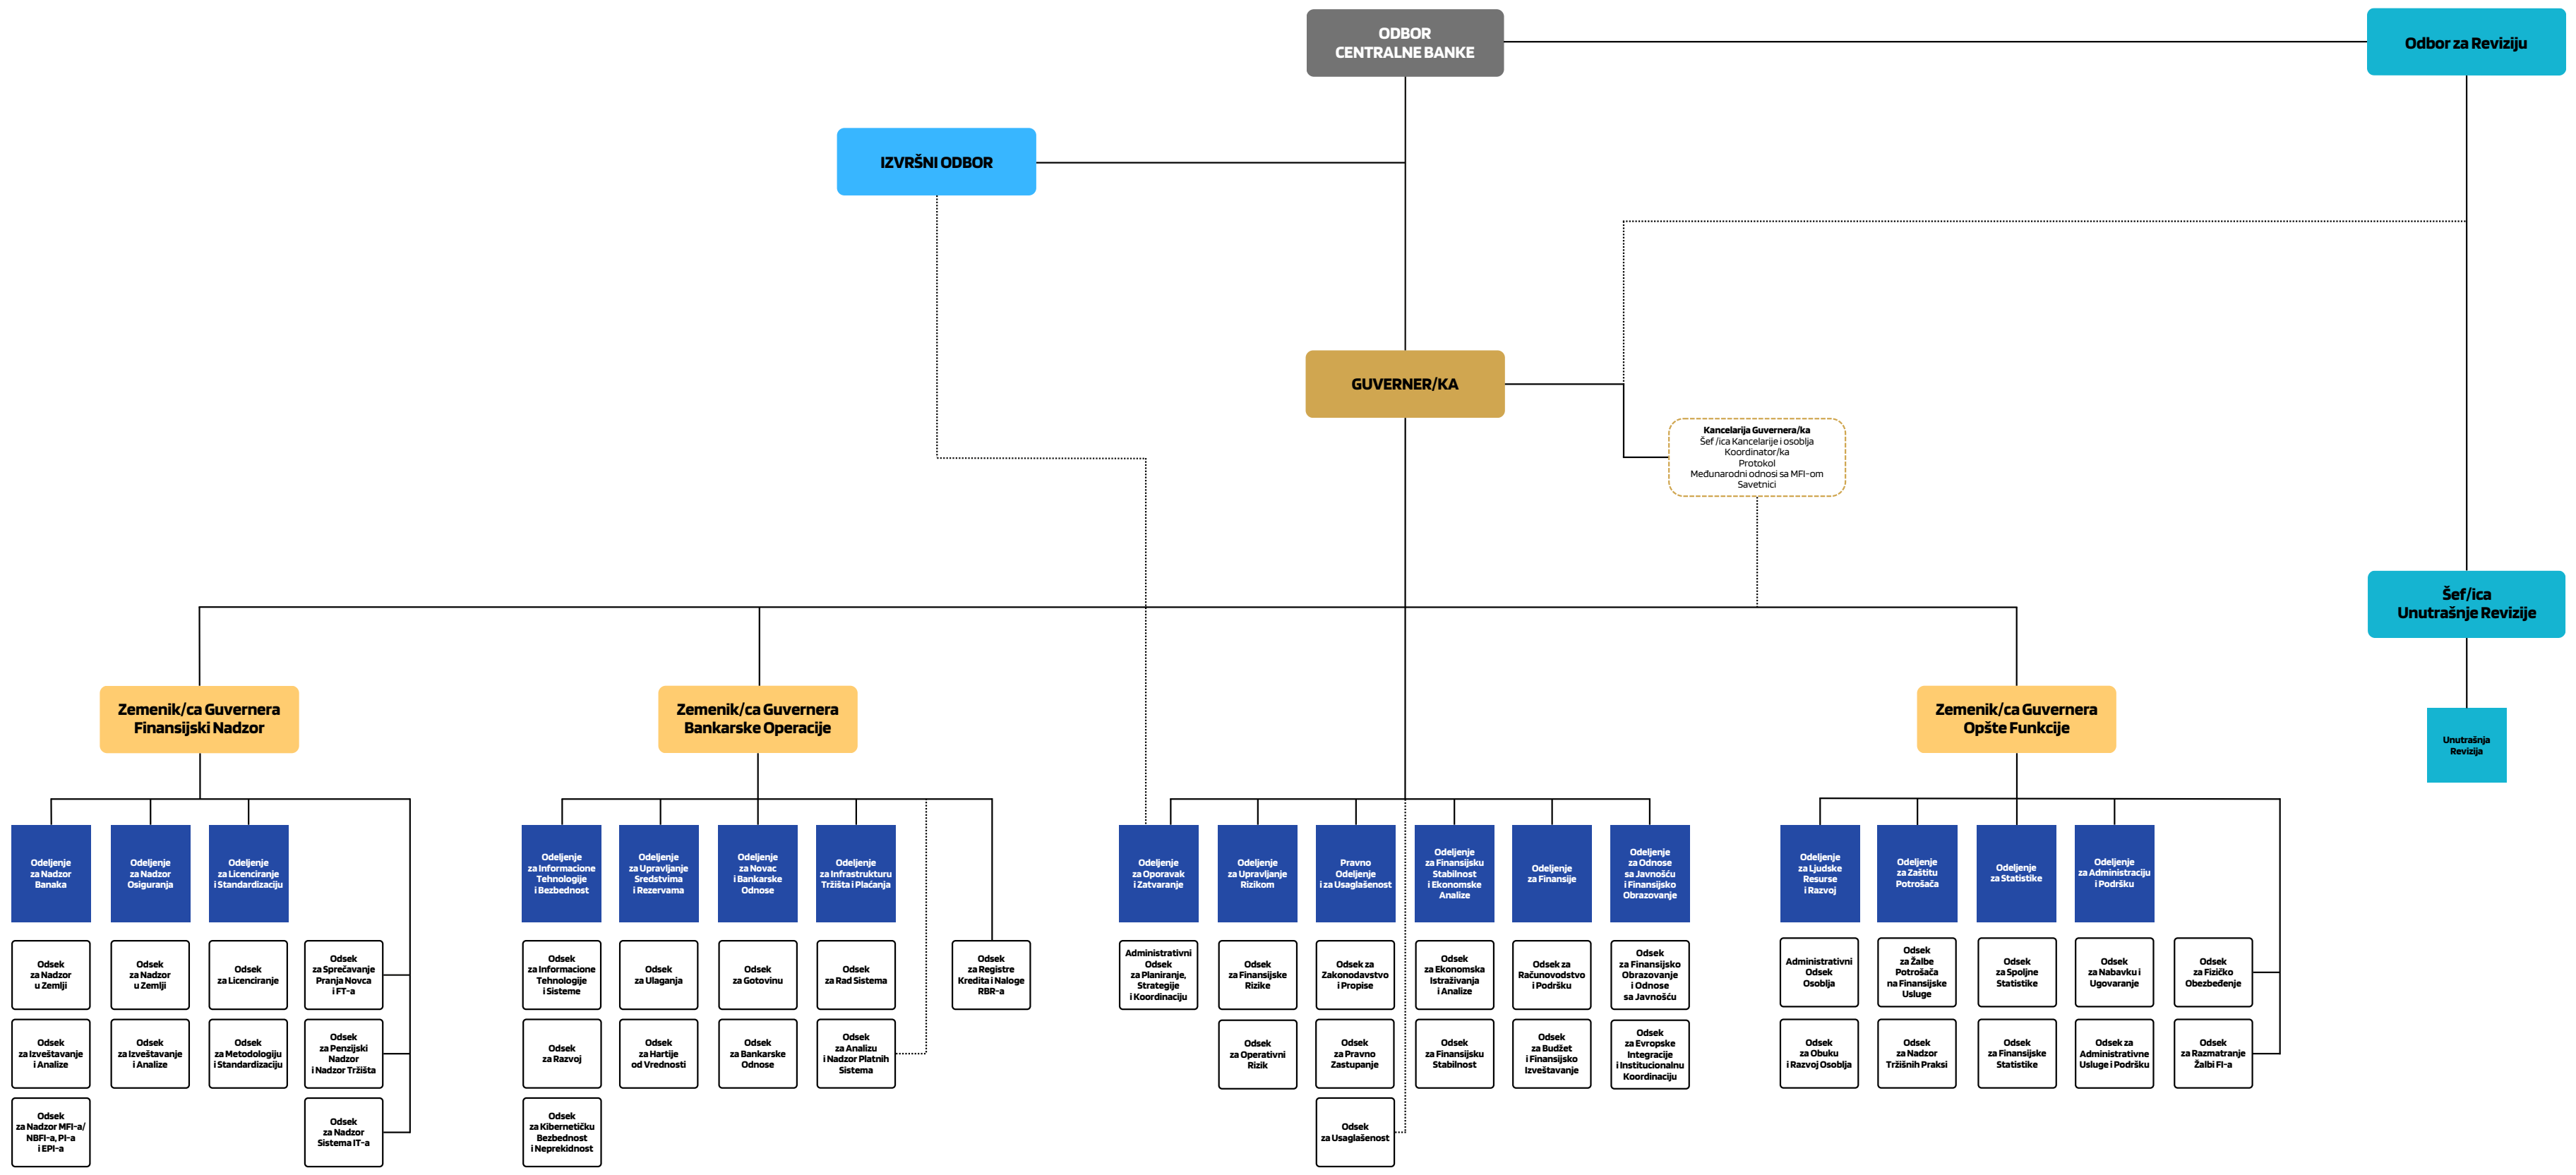 ODBOR
CENTRALNE BANKE
Odbor za Reviziju
IZVRŠNI ODBOR
GUVERNER/KA
Kancelarija Guvernera/ka
Šef /ica Kancelarije i osoblja
Koordinator/ka
Protokol
Međunarodni odnosi sa MFI-om
Savetnici
Šef/ica
Unutrašnje Revizije
Unutrašnja
Revizija
Zemenik/ca Guvernera
Finansijski Nadzor
Zemenik/ca Guvernera
Bankarske Operacije
Zemenik/ca Guvernera
Opšte Funkcije
Odeljenje
za Nadzor
Banaka
Odeljenje
za Nadzor
Osiguranja
Odeljenje
za Licenciranje
i Standardizaciju
Odeljenje
za Informacione
Tehnologije
i Bezbednost
Odeljenje
za Upravljanje
Sredstvima
i Rezervama
Odeljenje
za Novac
i Bankarske
Odnose
Odeljenje
za Infrastrukturu
Tržišta i Plaćanja
Odeljenje
za Oporavak
i Zatvaranje
Odeljenje
za Upravljanje
Rizikom
Pravno
Odeljenje
i za Usaglašenost
Odeljenje
za Finansijsku
Stabilnost
i Ekonomske
Analize
Odeljenje
za Finansije
Odeljenje
za Odnose
sa Javnošću
i Finansijsko
Obrazovanje
Odeljenje
za Ljudske
Resurse
i Razvoj
Odeljenje
za Zaštitu
Potrošača
Odeljenje
za Statistike
Odeljenje
za Administraciju
i Podršku
Odsek
za Nadzor
u Zemlji
Odsek
za Nadzor
u Zemlji
Odsek
za Licenciranje
Odsek
za Sprečavanje
Pranja Novca
i FT-a
Odsek
za Informacione
Tehnologije
i Sisteme
Odsek
za Ulaganja
Odsek
za Gotovinu
Odsek
za Rad Sistema
Odsek
za Registre
Kredita i Naloge
RBR-a
Administrativni
Odsek
za Planiranje,
Strategije
i Koordinaciju
Odsek
za Finansijske
Rizike
Odsek za
Zakonodavstvo
i Propise
Odsek
za Ekonomska
Istraživanja
i Analize
Odsek za
Računovodstvo
i Podršku
Odsek
za Finansijsko
Obrazovanje
i Odnose
sa Javnošću
Administrativni
Odsek
Osoblja
Odsek
za Žalbe
Potrošača
na Finansijske
Usluge
Odsek
za Spoljne
Statistike
Odsek
za Nabavku i
Ugovaranje
Odsek
za Fizičko
Obezbeđenje
Odsek
za Izveštavanje
i Analize
Odsek
za Izveštavanje
i Analize
Odsek
za Metodologiju
i Standardizaciju
Odsek
za Penzijski
Nadzor
i Nadzor Tržišta
Odsek
za Razvoj
Odsek
za Hartije
od Vrednosti
Odsek
za Bankarske
Odnose
Odsek
za Analizu
i Nadzor Platnih
Sistema
Odsek
za Operativni
Rizik
Odsek
za Pravno
Zastupanje
Odsek
za Finansijsku
Stabilnost
Odsek
za Budžet
i Finansijsko
Izveštavanje
Odsek
za Evropske
Integracije
i Institucionalnu
Koordinaciju
Odsek
za Obuku
i Razvoj Osoblja
Odsek
za Nadzor
Tržišnih Praksi
Odsek
za Finansijske
Statistike
Odsek za
Administrativne
Usluge i Podršku
Odsek
za Razmatranje
Žalbi FI-a
Odsek
za Nadzor MFI-a/
NBFI-a, PI-a
i EPI-a
Odsek
za Nadzor
Sistema IT-a
Odsek
za Kibernetičku
Bezbednost
i Neprekidnost
Odsek
za Usaglašenost